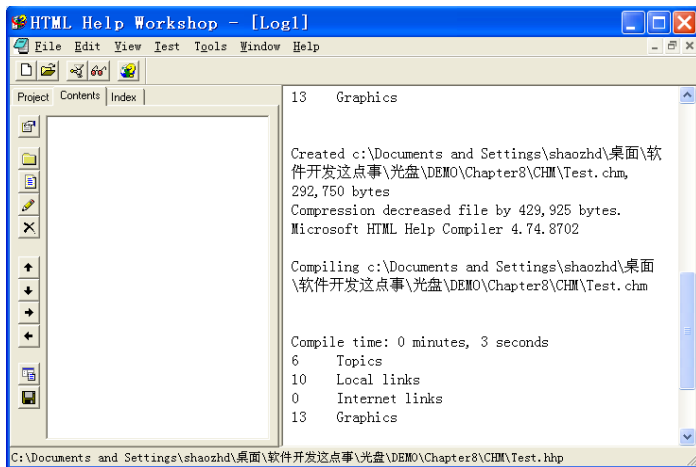 HTML Help Workshop - [Log1]
File Edit View Test Tools Window Help
Project Contents Index
13 Graphics
Created c:\Documents and Settings\shaozhd\桌面\软
件开发这点事\光盘\DEMO\Chapter8\CHM\Test.chm,
292,750 bytes
Compression decreased file by 429,925 bytes.
Microsoft HTML Help Compiler 4.74.8702
Compiling c:\Documents and Settings\shaozhd\桌面
\软件开发这点事\光盘\DEMO\Chapter8\CHM\Test.chm
Compile time: 0 minutes, 3 seconds
6 Topics
10 Local links
0 Internet links
13 Graphics
C:\Documents and Settings\shaozhd\桌面\软件开发这点事\光盘\DEMO\Chapter8\CHM\Test.hhp